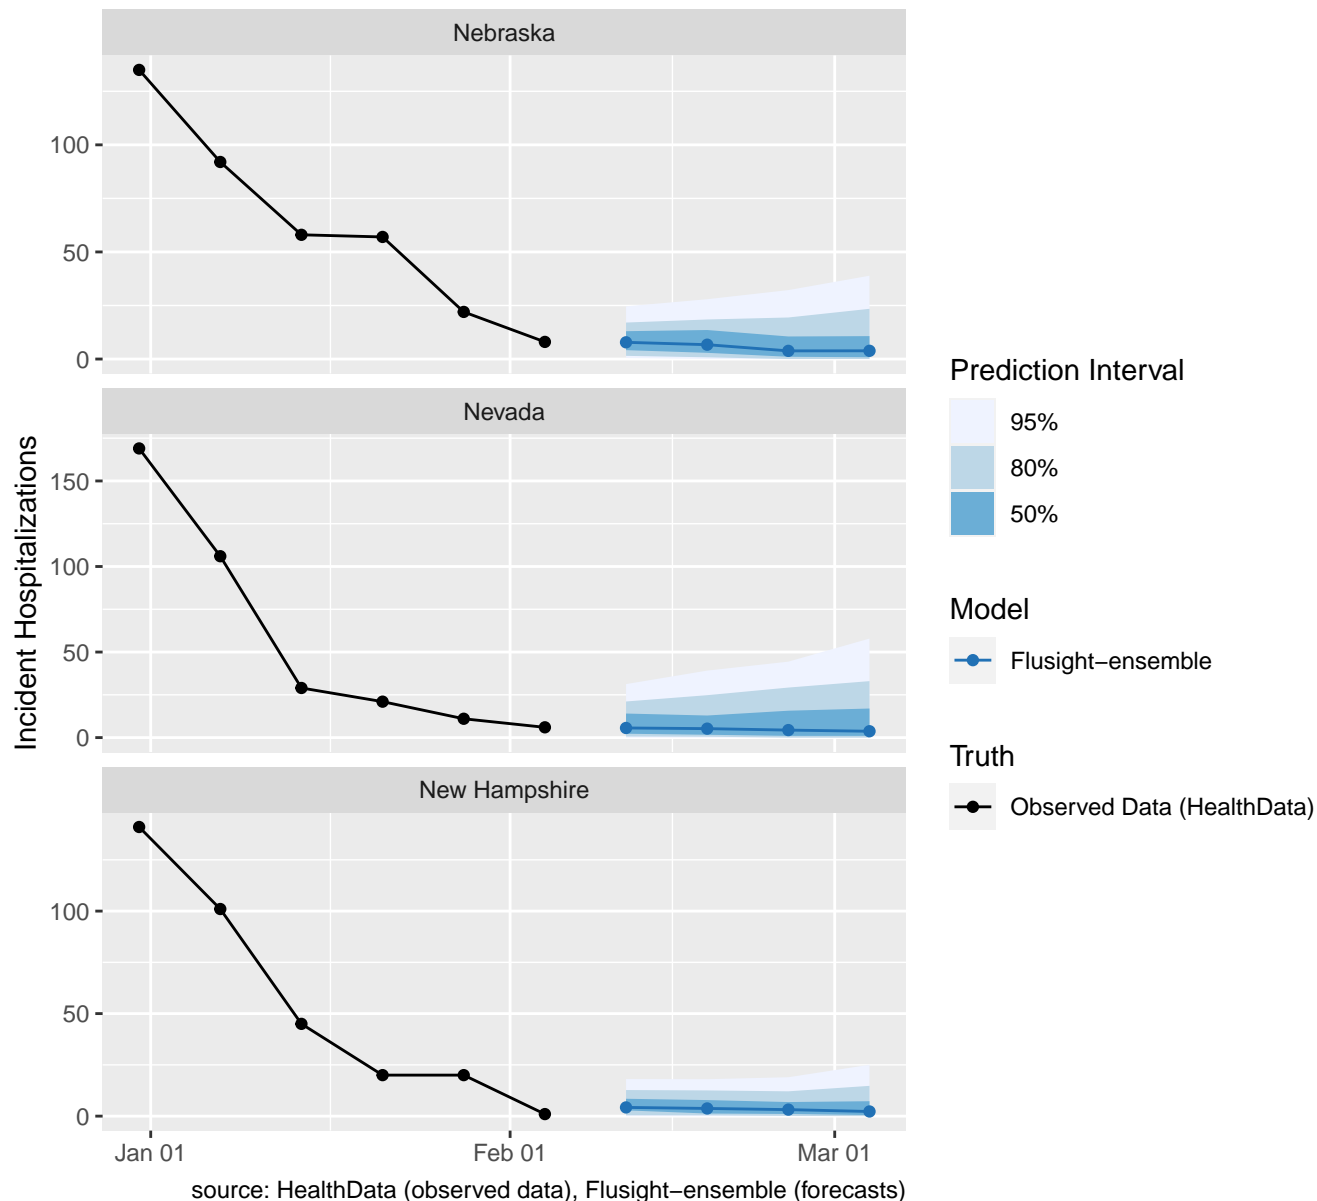 Nebraska
100
50
0
Nevada
150
100
50
0
New Hampshire
100
50
0
Incident Hospitalizations
Jan 01
Feb 01
Mar 01
source: HealthData (observed data), Flusight−ensemble (forecasts)
Prediction Interval
95%
80%
50%
Model
Flusight−ensemble
Truth
Observed Data (HealthData)